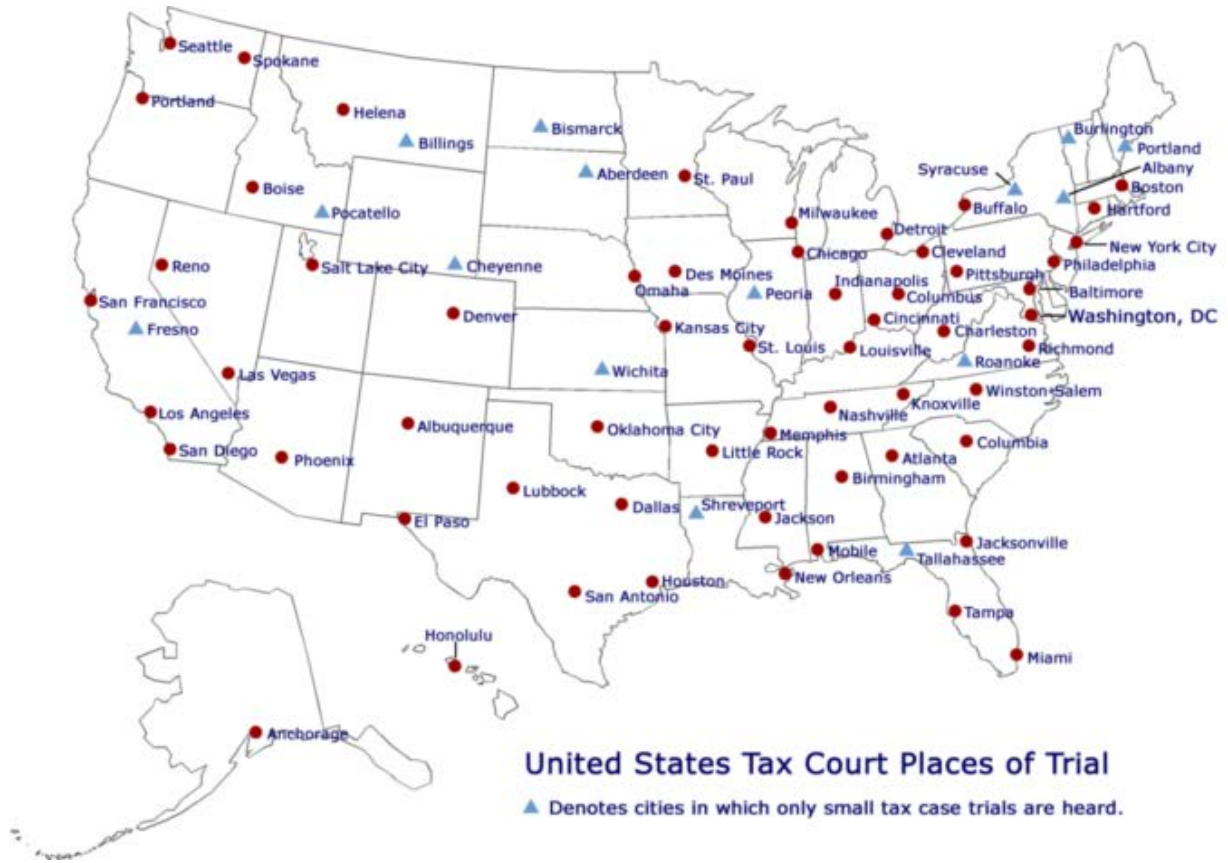 Seattle
Spokane
Portland
Helena
Billings
Bismarck
Burlington
Portland
Aberdeen
St. Paul
Syracuse
Albany
Boise
Boston
Pocatello
Milwaukee
Buffalo
Hartford
Detroit
New York City
Reno
Salt Lake City
Cheyenne
Chicago
Cleveland
Philadelphia
Des Moines
Indianapolis
Pittsburgh
Omaha
Peoria
Columbus
Baltimore
San Francisco
Fresno
Denver
Kansas City
Cincinnati
Washington, DC
Charleston
St. Louis
Louisville
Richmond
Roanoke
Las Vegas
Wichita
Winston-Salem
Knoxville
Los Angeles
Nashville
Albuquerque
Oklahoma City
Memphis
Columbia
San Diego
Phoenix
Little Rock
Atlanta
Birmingham
Lubbock
Dallas
Shreveport
El Paso
Jackson
Jacksonville
Mobile
Tallahassee
Houston
New Orleans
San Antonio
Tampa
Honolulu
Miami
Anchorage
United States Tax Court Places of Trial
Denotes cities in which only small tax case trials are heard.